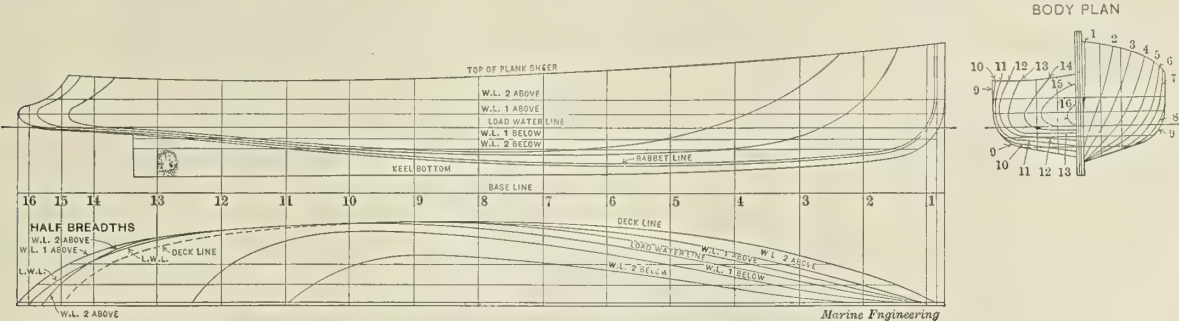 BODY PLAN
TOP OF PLANK SHEER
W.L. 2 ABOVE
W.L. 1 ABOVE
LOAD WATER LINE
W.L. 1 BELOW
W.L. 2 BELOW
RABBET LINE
KEEL BOTTOM
BASE LINE
16 15 14 13 12 11 10 9 8 7 6 5 4 3 2 1
HALF BREADTHS
W.L. 2 ABOVE
W.L. 1 ABOVE
L.W.L.
DECK LINE
L.W.L.
W.L. 2 ABOVE
DECK LINE
LOAD WATER LINE
W.L. 1 ABOVE
W.L. 2 ABOVE
W.L. 2 BELOW
W.L. 1 BELOW
Marine Engineering
1 2 3 4 5 6
10 11 12 13 14
9
15
16
8
9
9
10 11 12 13